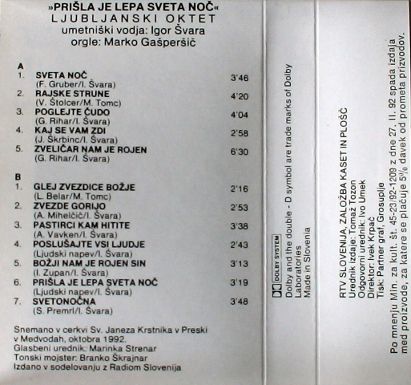 »PRIŠLA JE LEPA SVETA NOČ«
LJUBLJANSKI OKTET
umetniški vodja: Igor Švara
orgle: Marko Gašperšič
A
1. SVETA NOČ 3'46
(F. Gruber/I. Švara)
2. RAJSKE STRUNE 4'20
(V. Štolcer/M. Tomc)
3. POGLEJTE ČUDO 4'04
(G. Rihar/I. Švara)
4. KAJ SE VAM ZDI 2'58
(J. Škrbinc/I. Švara)
5. ZVELIČAR NAM JE ROJEN 6'30
(G. Rihar/I. Švara)
B
1. GLEJ ZVEZDICE BOŽJE 2'16
(L. Belar/M. Tomc)
2. ZVEZDE GORIJO 2'53
(A. Mihelčič/I. Švara)
3. PASTIRCI KAM HITITE 3'38
(A. Vavken/I. Švara)
4. POSLUŠAJTE VSI LJUDJE 2'43
(Ljudski napev/I. Švara)
5. BOŽJI NAM JE ROJEN SIN 3'13
(I. Zupan/I. Švara)
6. PRIŠLA JE LEPA SVETA NOČ 3'19
(Ljudski napev/I. Švara)
7. SVETONOČNA 3'48
(S. Premrl/I. Švara)
Snemano v cerkvi Sv. Janeza Krstnika v Preski
v Medvodah, oktobra 1992.
Glasbeni urednik: Marinka Strenar
Tonski mojster: Branko Škrajnar
Izdano v sodelovanju z Radiom Slovenija
DOLBY SYSTEM
Dolby and the double - D symbol are trade marks of Dolby
Laboratories
Made in Slovenia
RTV SLOVENIJA, ZALOŽBA KASET IN PLOŠČ
Urednik izdaje: Tomaž Tozon
Odgovorni urednik: Ivo Umek
Direktor: Ivak Krpač
Tisk: Partner graf, Grosuplje
Po mnenju Min. za kult. št. 415-23/92-1209 z dne 27. 11. 92 spada izdaja
med proizvode, za katere se plačuje 5% davek od prometa prizvodov.